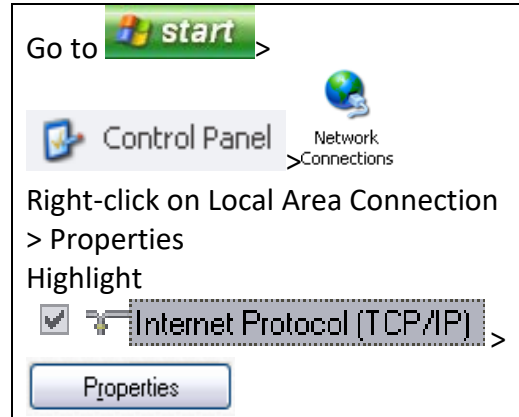 Go to start >
Control Panel > Network Connections
Right-click on Local Area Connection
> Properties
Highlight
Internet Protocol (TCP/IP) >
Properties